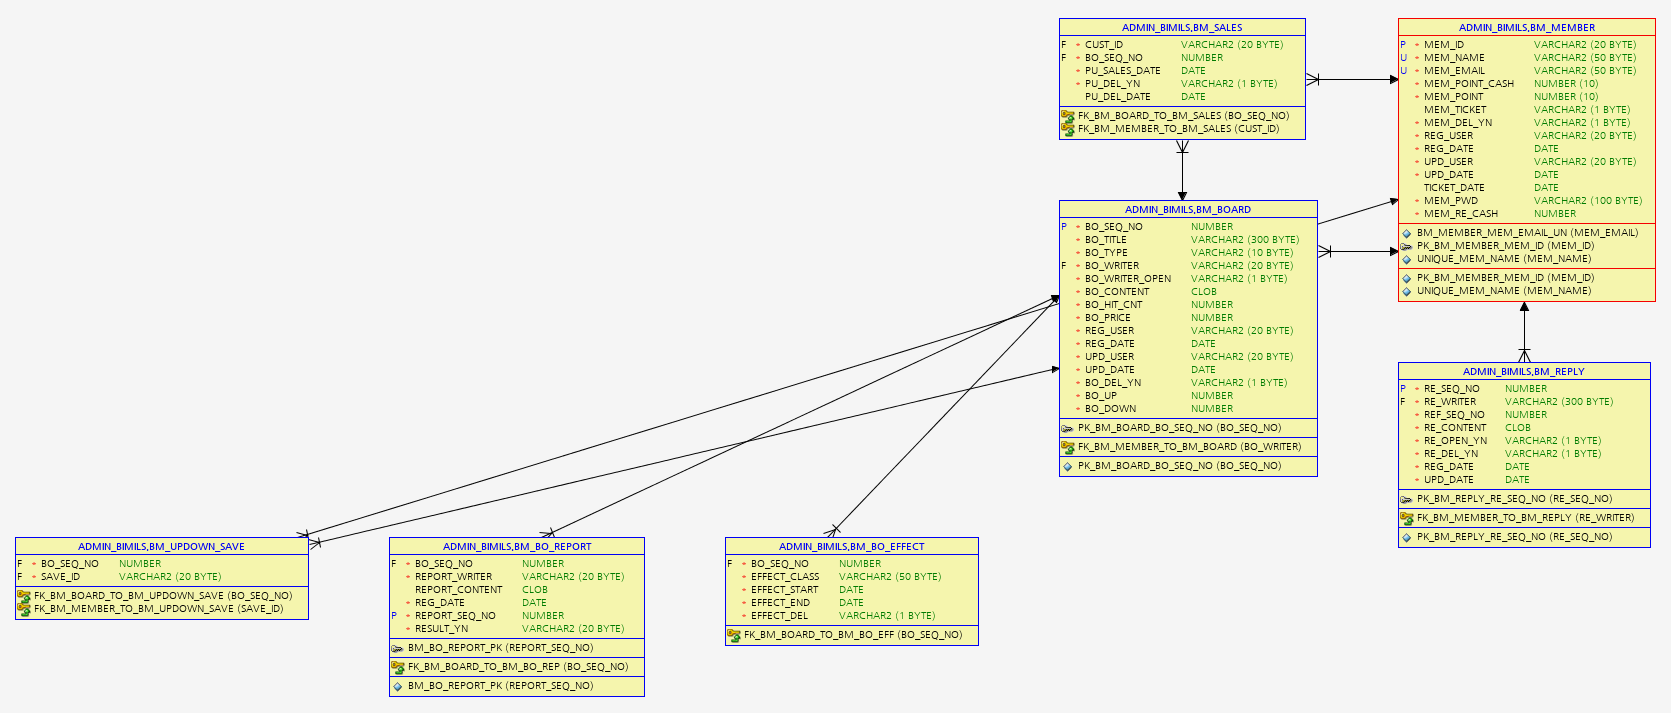 ADMIN_BIMILS,BM_SALES
F * CUST_ID VARCHAR2 (20 BYTE)
F * BO_SEQ_NO NUMBER
* PU_SALES_DATE DATE
* PU_DEL_YN VARCHAR2 (1 BYTE)
PU_DEL_DATE DATE
FK_BM_BOARD_TO_BM_SALES (BO_SEQ_NO)
FK_BM_MEMBER_TO_BM_SALES (CUST_ID)
ADMIN_BIMILS,BM_MEMBER
P * MEM_ID VARCHAR2 (20 BYTE)
U * MEM_NAME VARCHAR2 (50 BYTE)
U * MEM_EMAIL VARCHAR2 (50 BYTE)
* MEM_POINT_CASH NUMBER (10)
* MEM_POINT NUMBER (10)
MEM_TICKET VARCHAR2 (1 BYTE)
* MEM_DEL_YN VARCHAR2 (1 BYTE)
* REG_USER VARCHAR2 (20 BYTE)
* REG_DATE DATE
* UPD_USER VARCHAR2 (20 BYTE)
* UPD_DATE DATE
TICKET_DATE DATE
* MEM_PWD VARCHAR2 (100 BYTE)
* MEM_RE_CASH NUMBER
BM_MEMBER_MEM_EMAIL_UN (MEM_EMAIL)
PK_BM_MEMBER_MEM_ID (MEM_ID)
UNIQUE_MEM_NAME (MEM_NAME)
PK_BM_MEMBER_MEM_ID (MEM_ID)
UNIQUE_MEM_NAME (MEM_NAME)
ADMIN_BIMILS,BM_BOARD
P * BO_SEQ_NO NUMBER
* BO_TITLE VARCHAR2 (300 BYTE)
* BO_TYPE VARCHAR2 (10 BYTE)
F * BO_WRITER VARCHAR2 (20 BYTE)
* BO_WRITER_OPEN VARCHAR2 (1 BYTE)
* BO_CONTENT CLOB
* BO_HIT_CNT NUMBER
* BO_PRICE NUMBER
* REG_USER VARCHAR2 (20 BYTE)
* REG_DATE DATE
* UPD_USER VARCHAR2 (20 BYTE)
* UPD_DATE DATE
* BO_DEL_YN VARCHAR2 (1 BYTE)
* BO_UP NUMBER
* BO_DOWN NUMBER
PK_BM_BOARD_BO_SEQ_NO (BO_SEQ_NO)
FK_BM_MEMBER_TO_BM_BOARD (BO_WRITER)
PK_BM_BOARD_BO_SEQ_NO (BO_SEQ_NO)
ADMIN_BIMILS,BM_REPLY
P * RE_SEQ_NO NUMBER
F * RE_WRITER VARCHAR2 (300 BYTE)
* REF_SEQ_NO NUMBER
* RE_CONTENT CLOB
* RE_OPEN_YN VARCHAR2 (1 BYTE)
* RE_DEL_YN VARCHAR2 (1 BYTE)
* REG_DATE DATE
* UPD_DATE DATE
PK_BM_REPLY_RE_SEQ_NO (RE_SEQ_NO)
FK_BM_MEMBER_TO_BM_REPLY (RE_WRITER)
PK_BM_REPLY_RE_SEQ_NO (RE_SEQ_NO)
ADMIN_BIMILS,BM_UPDOWN_SAVE
F * BO_SEQ_NO NUMBER
F * SAVE_ID VARCHAR2 (20 BYTE)
FK_BM_BOARD_TO_BM_UPDOWN_SAVE (BO_SEQ_NO)
FK_BM_MEMBER_TO_BM_UPDOWN_SAVE (SAVE_ID)
ADMIN_BIMILS,BM_BO_REPORT
F * BO_SEQ_NO NUMBER
* REPORT_WRITER VARCHAR2 (20 BYTE)
REPORT_CONTENT CLOB
* REG_DATE DATE
P * REPORT_SEQ_NO NUMBER
* RESULT_YN VARCHAR2 (20 BYTE)
BM_BO_REPORT_PK (REPORT_SEQ_NO)
FK_BM_BOARD_TO_BM_BO_REP (BO_SEQ_NO)
BM_BO_REPORT_PK (REPORT_SEQ_NO)
ADMIN_BIMILS,BM_BO_EFFECT
F * BO_SEQ_NO NUMBER
* EFFECT_CLASS VARCHAR2 (50 BYTE)
* EFFECT_START DATE
* EFFECT_END DATE
* EFFECT_DEL VARCHAR2 (1 BYTE)
FK_BM_BOARD_TO_BM_BO_EFF (BO_SEQ_NO)